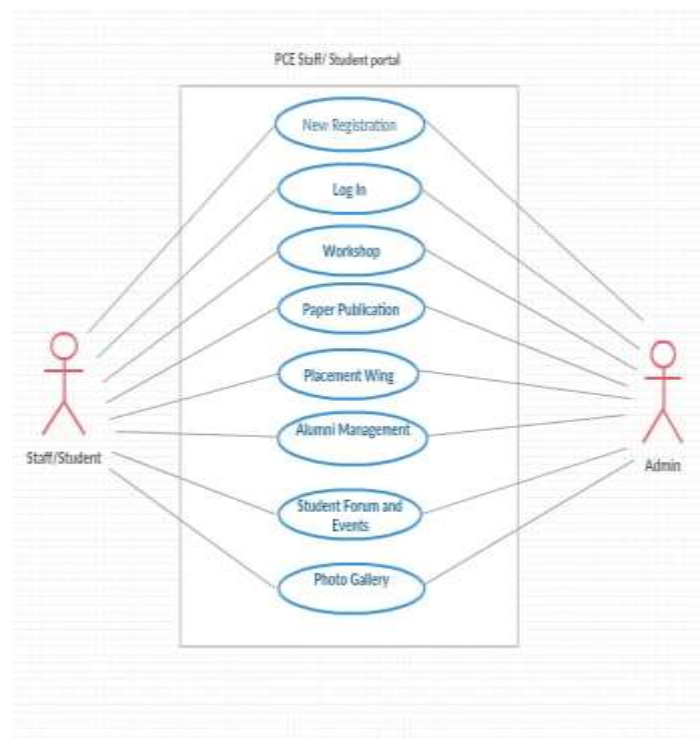 PCE Staff/ Student portal
New Registration
Log In
Workshop
Paper Publication
Placement Wing
Alumni Management
Student Forum and
Events
Photo Gallery
Staff/Student
Admin